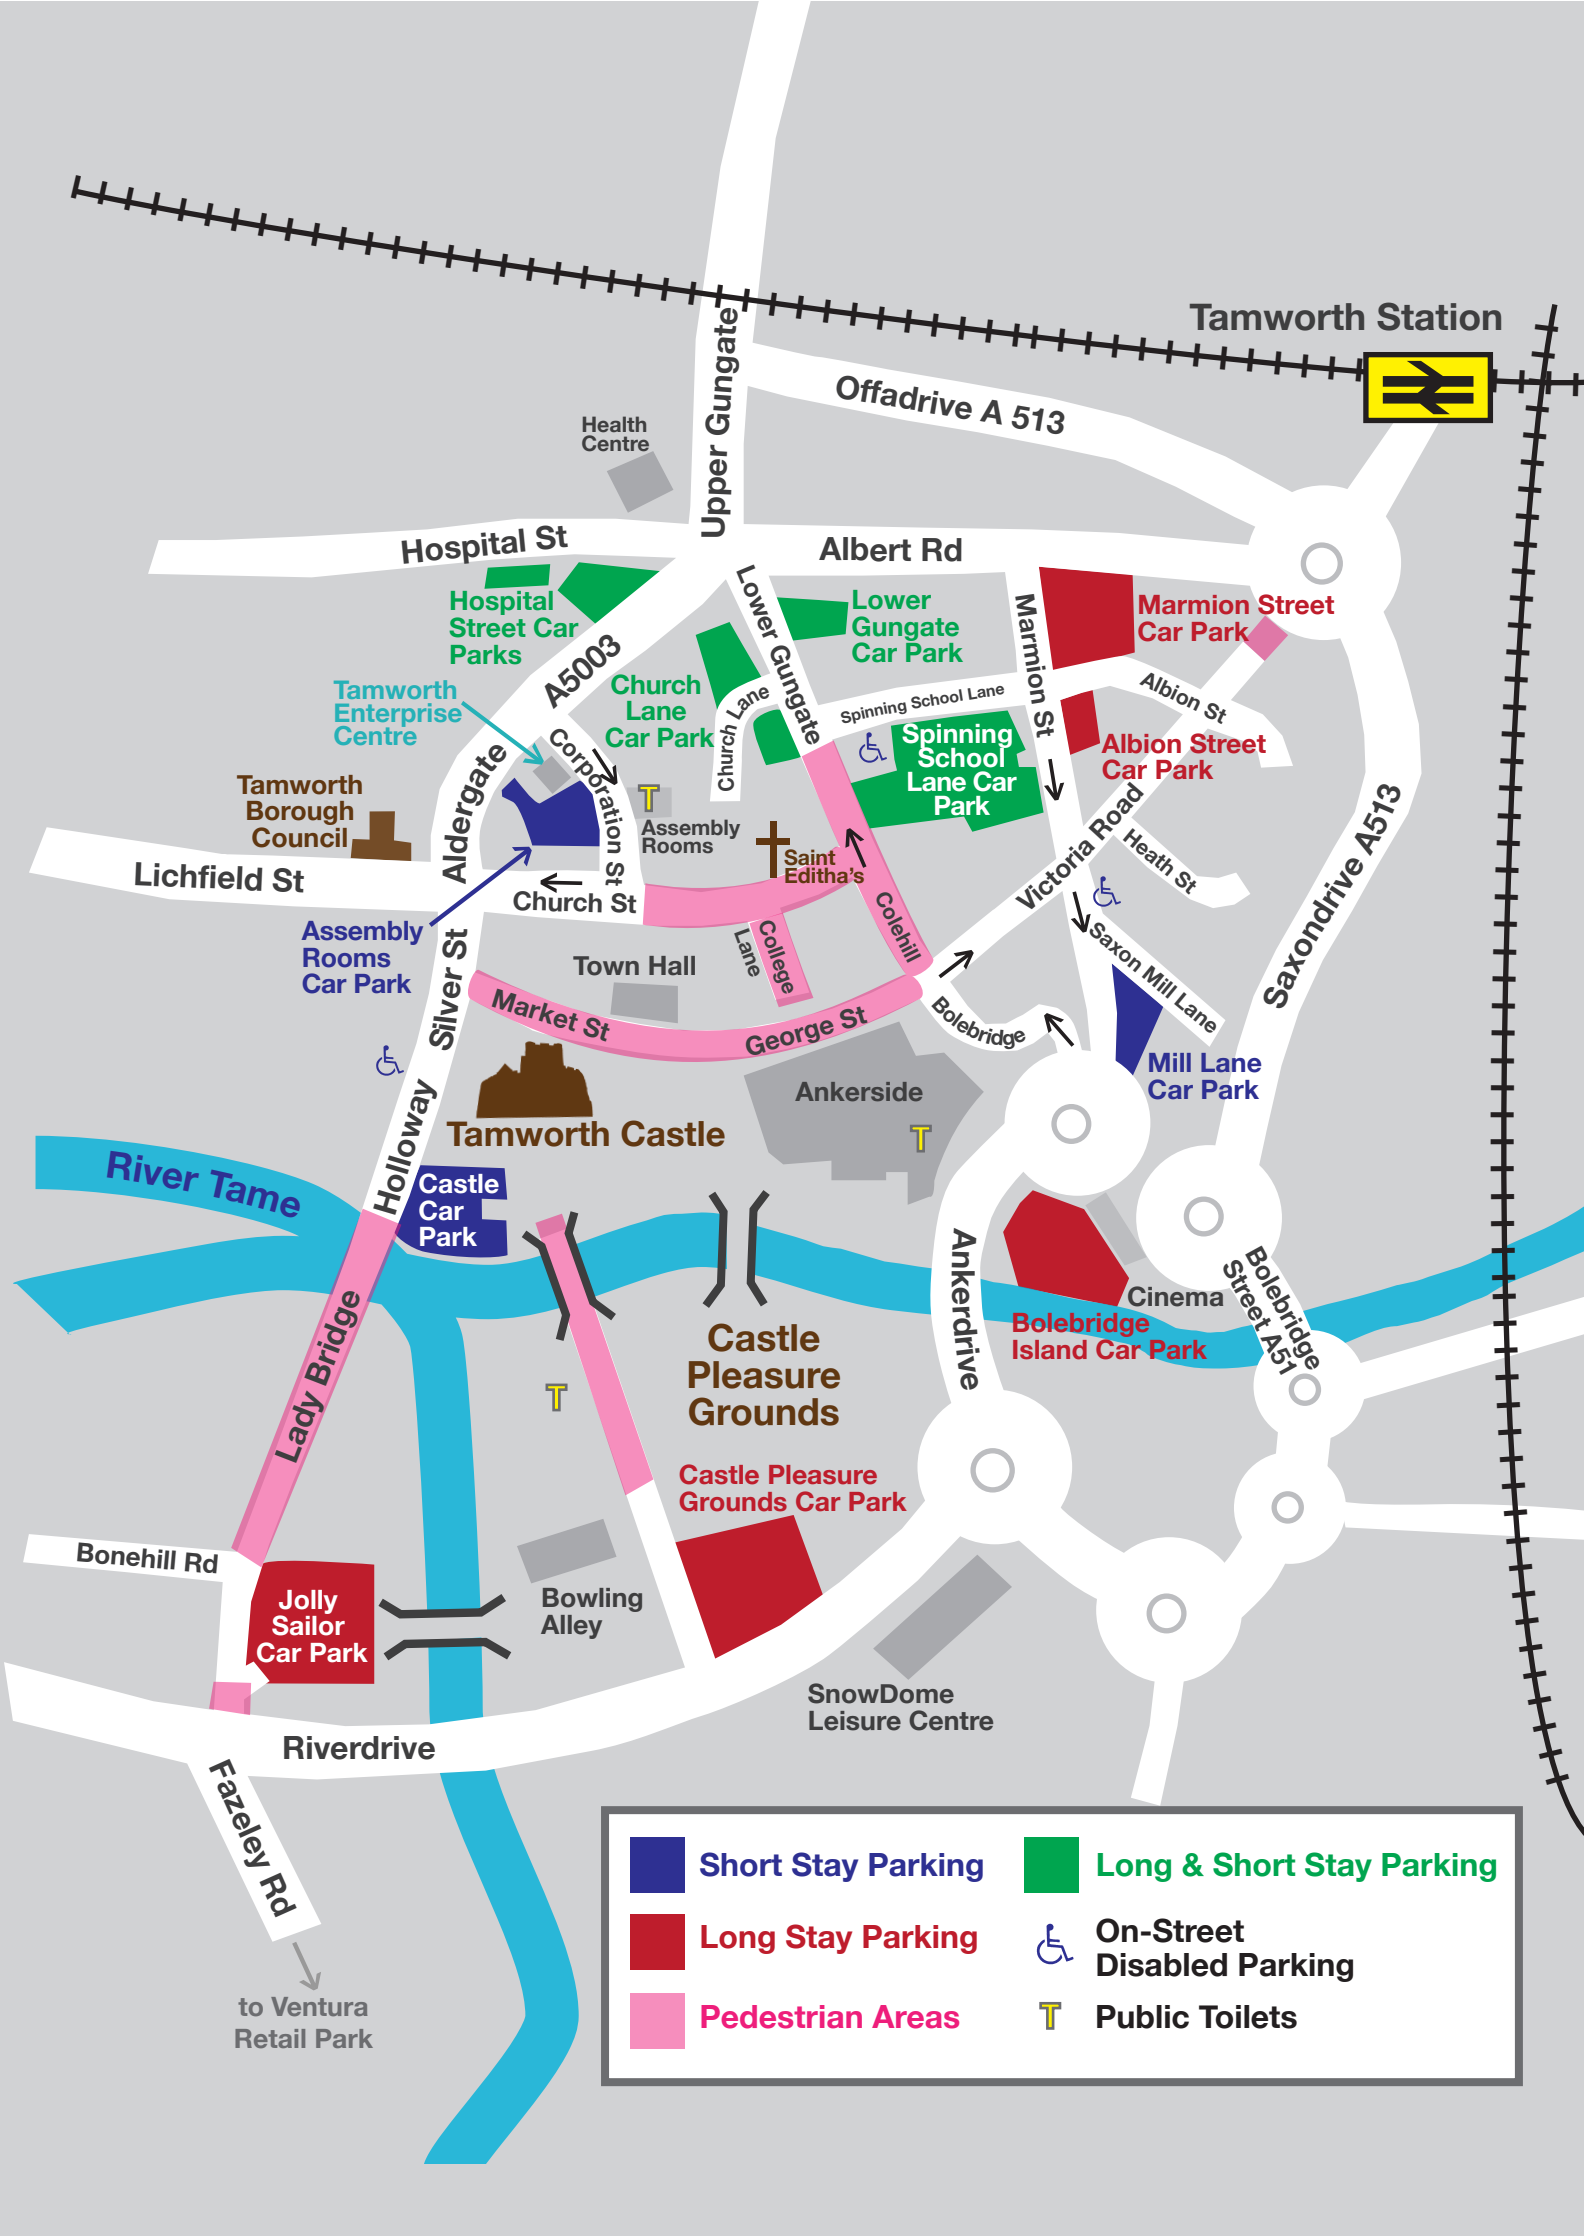 Tamworth Station
Upper Gungate
Offadrive A 513
Health
Centre
Hospital St
Albert Rd
Hospital
Street Car
Parks
A5003
Lower Gungate
Lower
Gungate
Car Park
Marmion St
Marmion Street
Car Park
Tamworth
Enterprise
Centre
Church
Lane
Car Park
Church Lane
Spinning School Lane
Albion St
Spinning
School
Lane Car
Park
Albion Street
Car Park
Corporation St
Aldergate
Tamworth
Borough
Council
T
Assembly
Rooms
Saint
Editha's
Victoria Road
Heath St
Saxondrive A513
Lichfield St
Church St
Colehill
Assembly
Rooms
Car Park
Silver St
Town Hall
College
Lane
Saxon Mill Lane
Market St
George St
Bolebridge
Mill Lane
Car Park
Ankerside
T
Tamworth Castle
Holloway
River Tame
Castle
Car
Park
Ankerdrive
Cinema
Bolebridge
Street A51
Bolebridge
Island Car Park
Castle
Pleasure
Grounds
T
Lady Bridge
Castle Pleasure
Grounds Car Park
Bonehill Rd
Jolly
Sailor
Car Park
Bowling
Alley
SnowDome
Leisure Centre
Riverdrive
Fazeley Rd
to Ventura
Retail Park
Short Stay Parking
Long & Short Stay Parking
Long Stay Parking
On-Street
Disabled Parking
Pedestrian Areas
T
Public Toilets